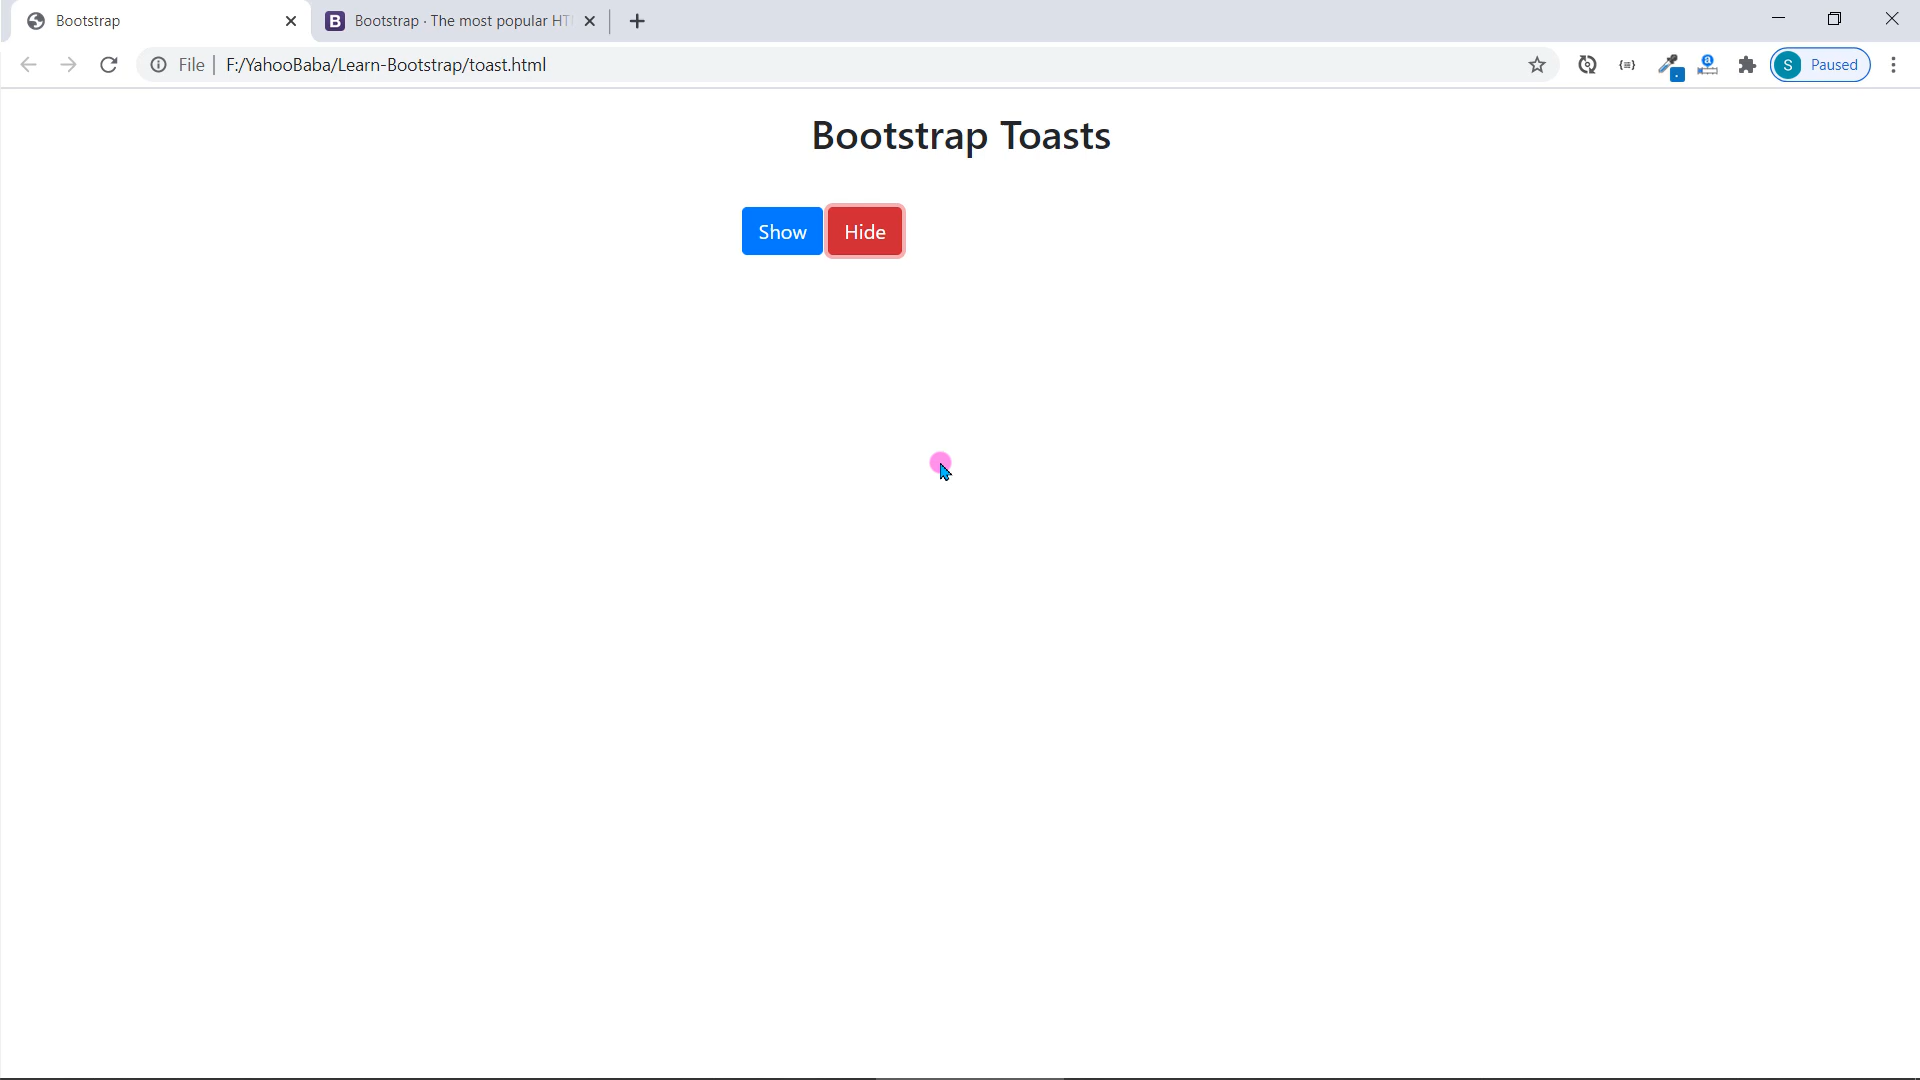 Bootstrap
B Bootstrap · The most popular HT
File | F:/YahooBaba/Learn-Bootstrap/toast.html
a
S Paused
Bootstrap Toasts
Show Hide